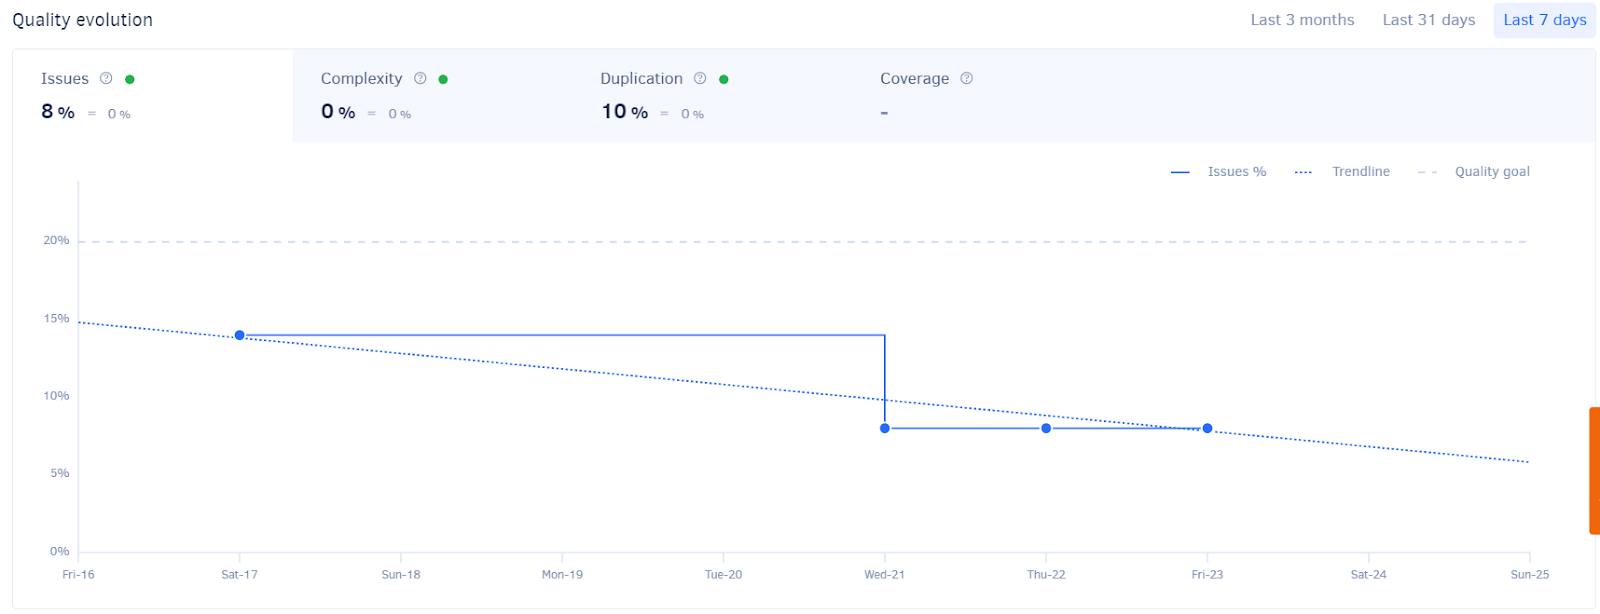 Quality evolution
Last 3 months Last 31 days Last 7 days
Issues ? Complexity ? Duplication ? Coverage ?
8 % = 0 % 0 % = 0 % 10 % = 0 % -
Issues % Trendline Quality goal
20%
15%
10%
5%
0%
Fri-16 Sat-17 Sun-18 Mon-19 Tue-20 Wed-21 Thu-22 Fri-23 Sat-24 Sun-25